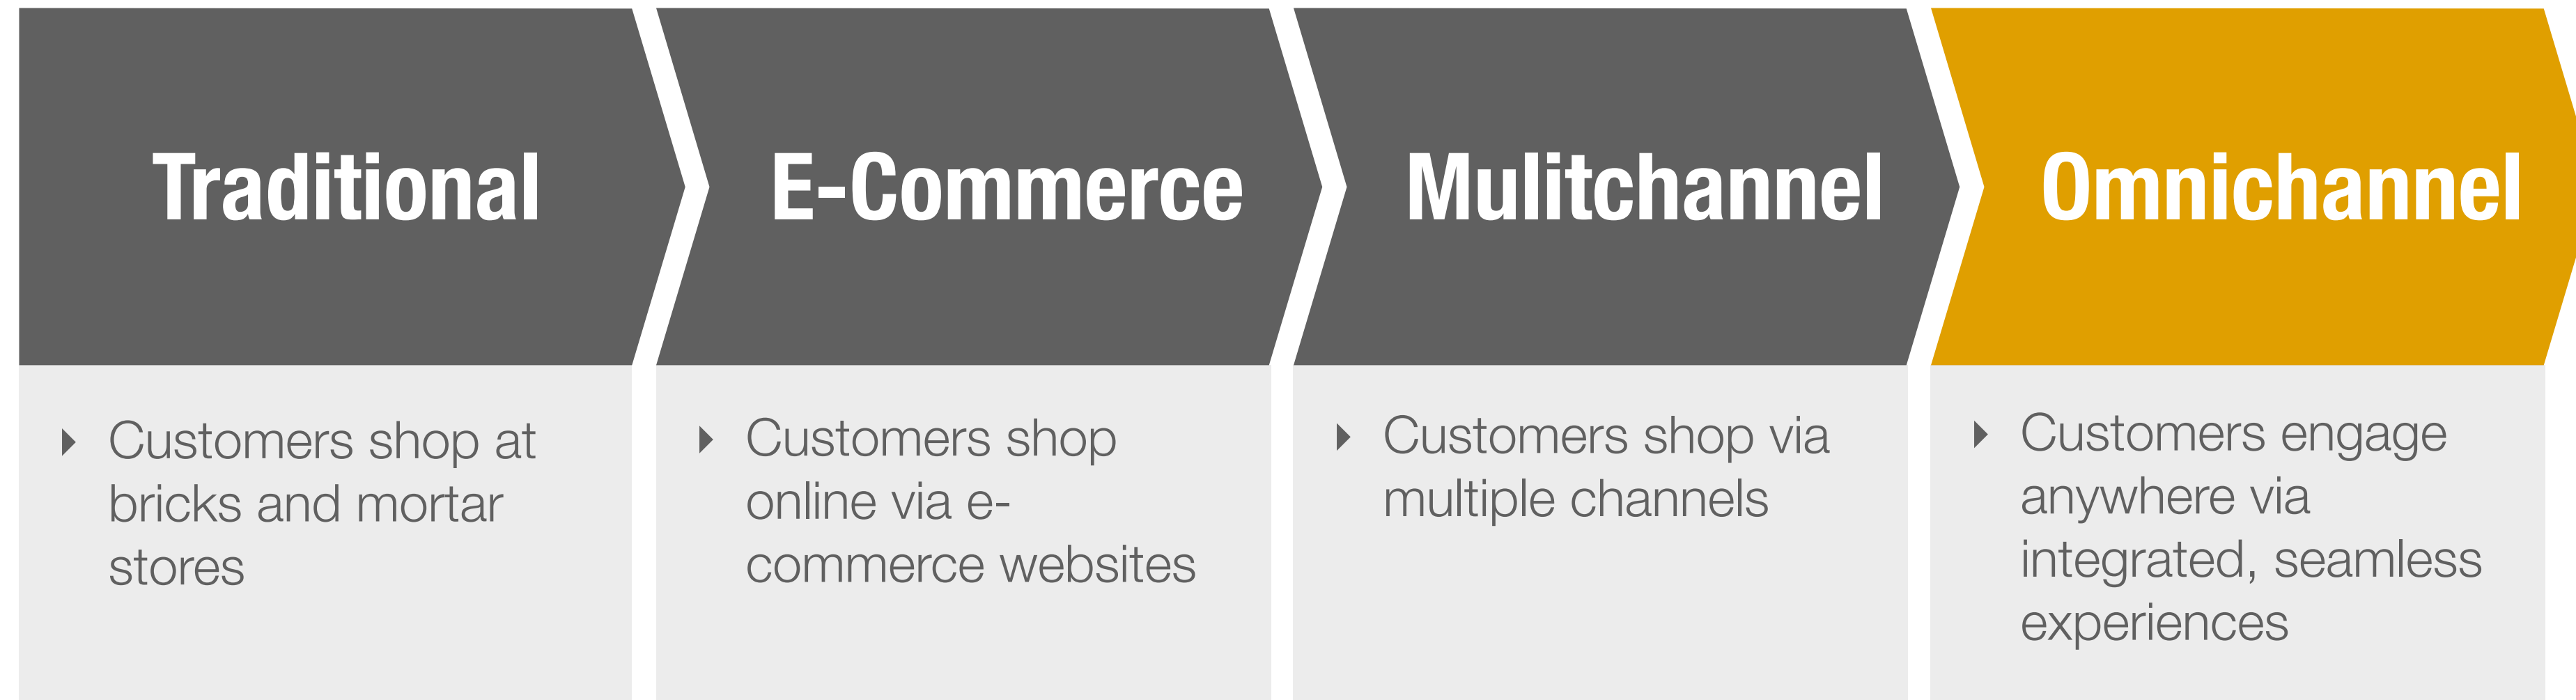 Traditional
E-Commerce
Mulitchannel
Omnichannel
Customers shop at
bricks and mortar
stores
Customers shop
online via e-
commerce websites
Customers shop via
multiple channels
Customers engage
anywhere via
integrated, seamless
experiences